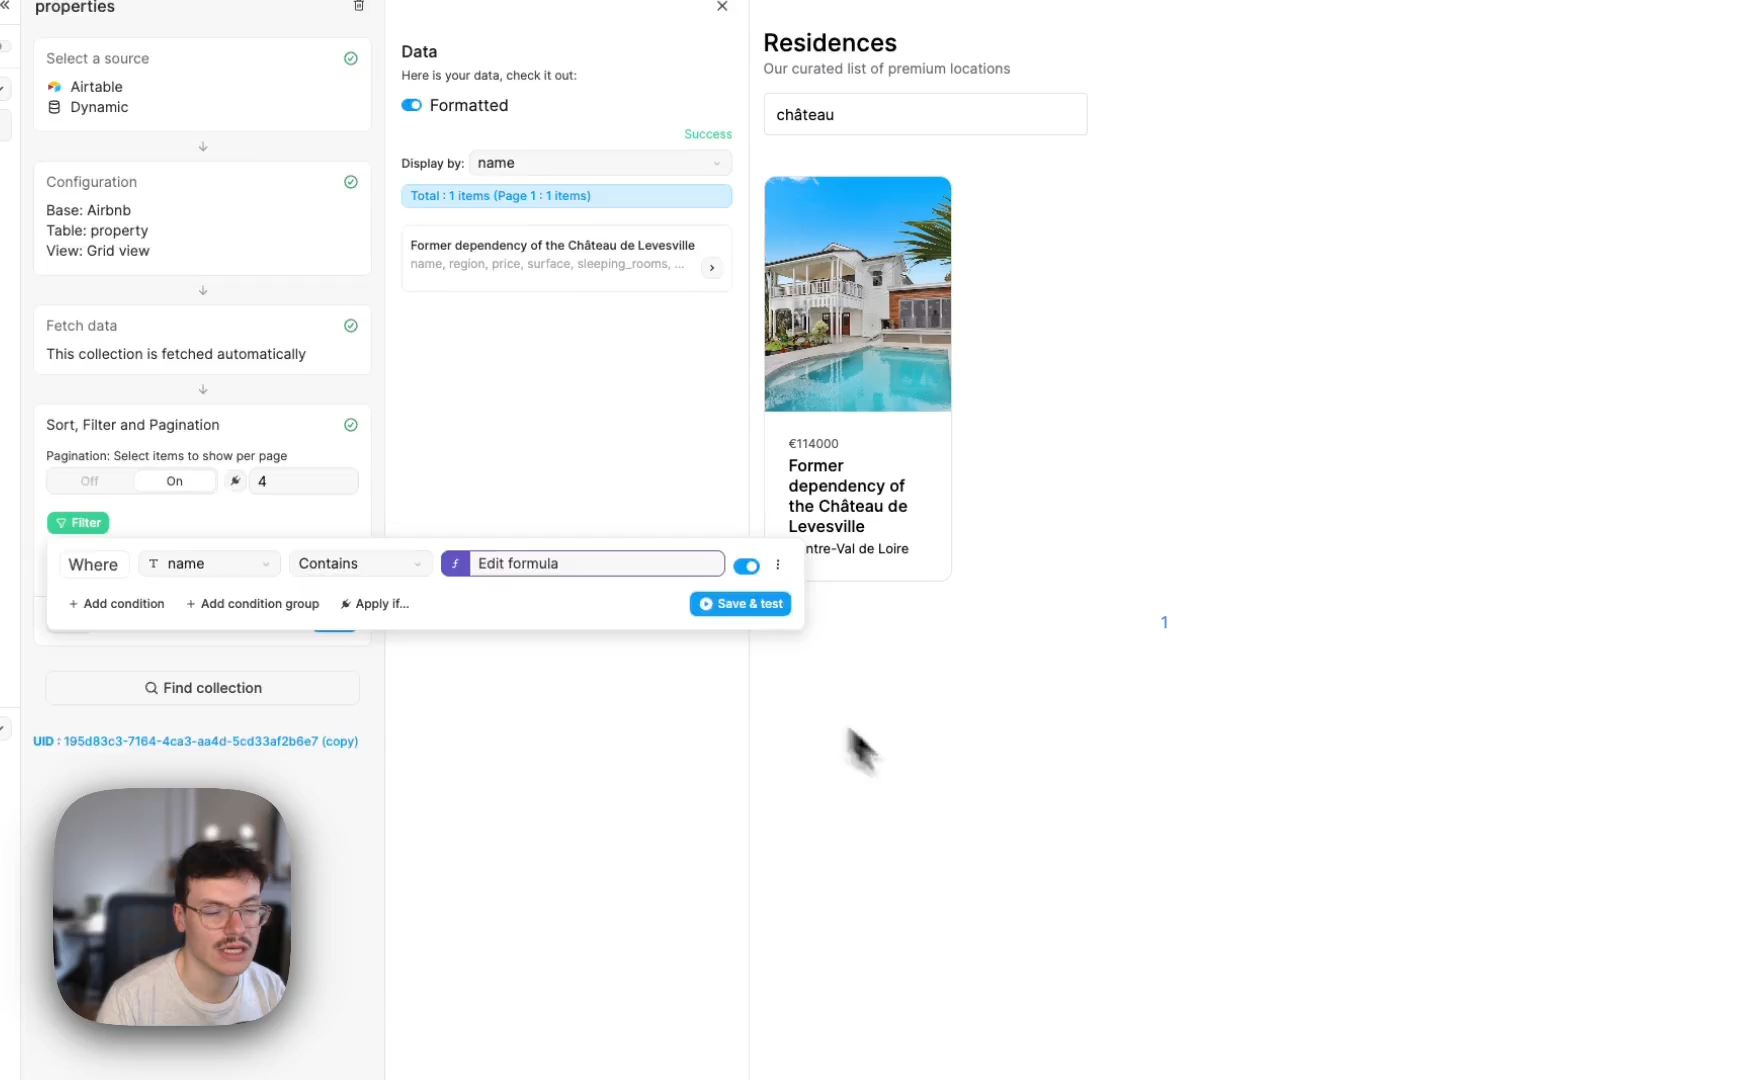 properties
Select a source
Airtable
Dynamic
Configuration
Base: Airbnb
Table: property
View: Grid view
Fetch data
This collection is fetched automatically
Sort, Filter and Pagination
Pagination: Select items to show per page
Off On 4
Filter
Where name Contains Edit formula
+ Add condition + Add condition group Apply if... Save & test
Find collection
UID : 195d83c3-7164-4ca3-aa4d-5cd33af2b6e7 (copy)
Data
Here is your data, check it out:
Formatted
Success
Display by: name
Total : 1 items (Page 1 : 1 items)
Former dependency of the Château de Levesville
name, region, price, surface, sleeping_rooms, ...
Residences
Our curated list of premium locations
château
€114000
Former
dependency of
the Château de
Levesville
ntre-Val de Loire
1